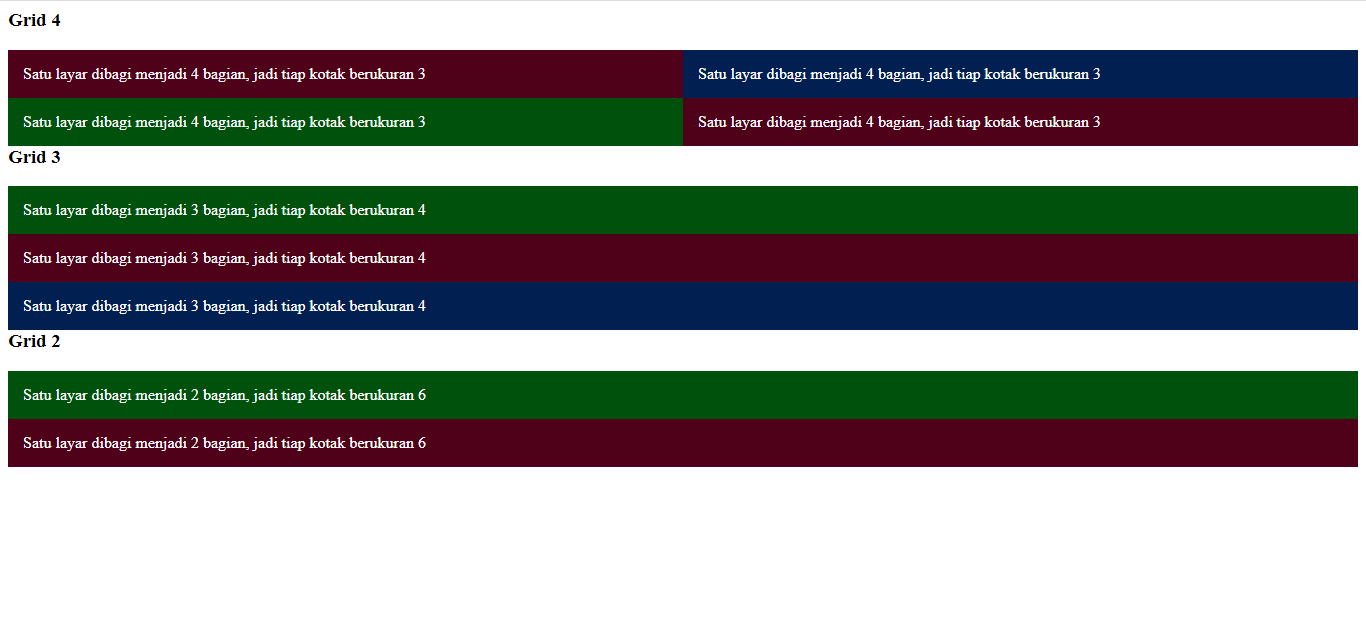 Grid 4
Satu layar dibagi menjadi 4 bagian, jadi tiap kotak berukuran 3
Satu layar dibagi menjadi 4 bagian, jadi tiap kotak berukuran 3
Satu layar dibagi menjadi 4 bagian, jadi tiap kotak berukuran 3
Satu layar dibagi menjadi 4 bagian, jadi tiap kotak berukuran 3
Grid 3
Satu layar dibagi menjadi 3 bagian, jadi tiap kotak berukuran 4
Satu layar dibagi menjadi 3 bagian, jadi tiap kotak berukuran 4
Satu layar dibagi menjadi 3 bagian, jadi tiap kotak berukuran 4
Grid 2
Satu layar dibagi menjadi 2 bagian, jadi tiap kotak berukuran 6
Satu layar dibagi menjadi 2 bagian, jadi tiap kotak berukuran 6